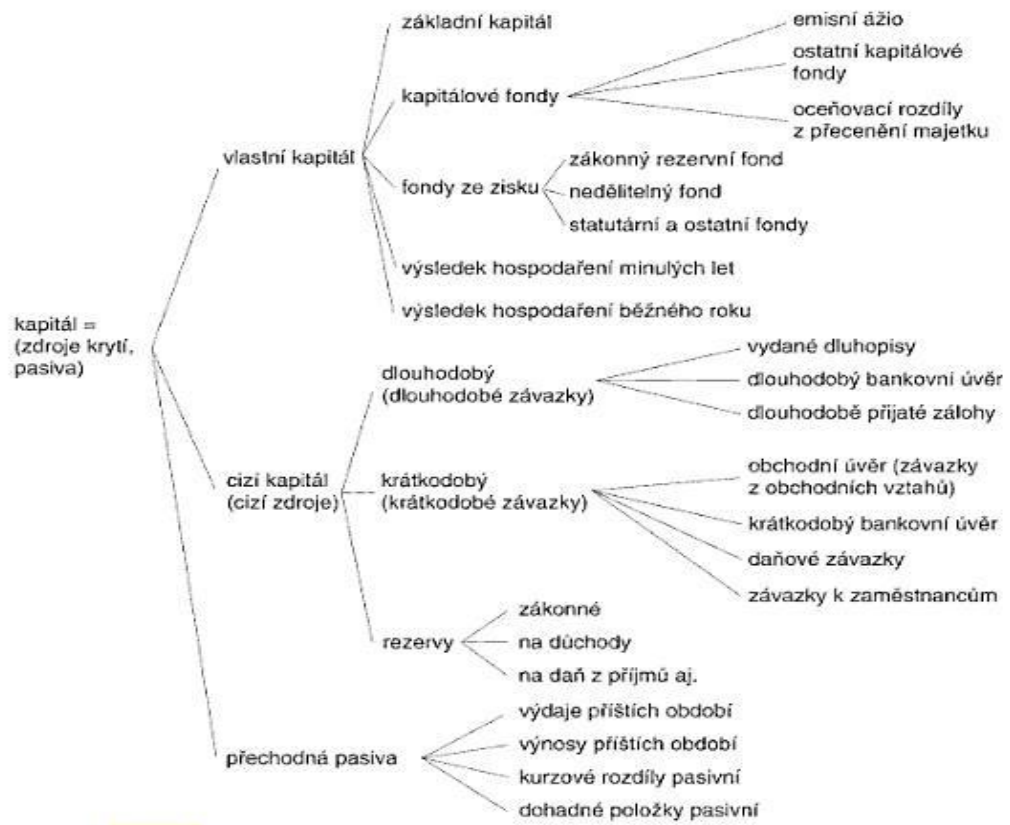 základní kapitál
emisní ážio
ostatní kapitálové
fondy
kapitálové fondy
oceňovací rozdíly
z přecenění majetku
vlastní kapitál
zákonný rezervní fond
fondy ze zisku
nedělitelný fond
statutární a ostatní fondy
výsledek hospodaření minulých let
výsledek hospodaření běžného roku
kapitál =
(zdroje krytí,
pasiva)
dlouhodobý
(dlouhodobé závazky)
vydané dluhopisy
dlouhodobý bankovní úvěr
dlouhodobě přijaté zálohy
cizí kapitál
(cizí zdroje)
krátkodobý
(krátkodobé závazky)
obchodní úvěr (závazky
z obchodních vztahů)
krátkodobý bankovní úvěr
daňové závazky
závazky k zaměstnancům
rezervy
zákonné
na důchody
na daň z příjmů aj.
přechodná pasiva
výdaje příštích období
výnosy příštích období
kurzové rozdíly pasivní
dohadné položky pasivní